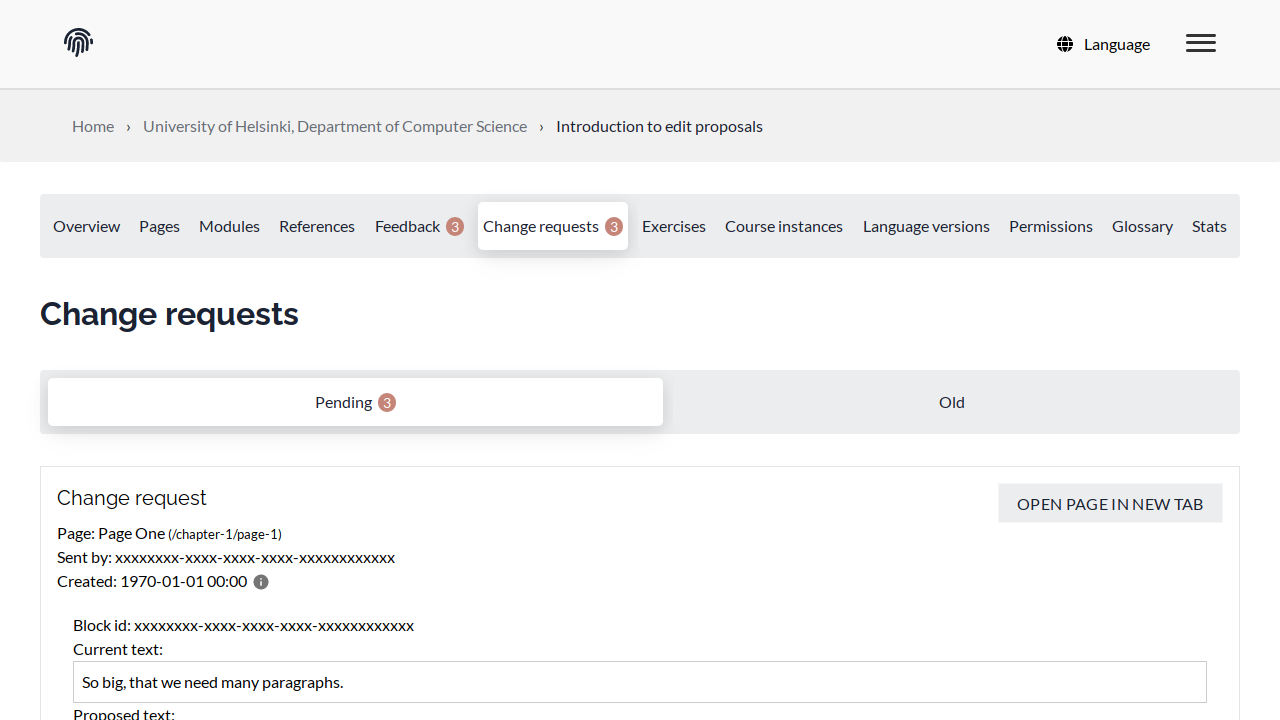 Language
Home › University of Helsinki, Department of Computer Science › Introduction to edit proposals
Overview Pages Modules References Feedback 3 Change requests 3 Exercises Course instances Language versions Permissions Glossary Stats
Change requests
Pending 3 Old
Change request
OPEN PAGE IN NEW TAB
Page: Page One (/chapter-1/page-1)
Sent by: xxxxxxxx-xxxx-xxxx-xxxx-xxxxxxxxxxxx
Created: 1970-01-01 00:00
Block id: xxxxxxxx-xxxx-xxxx-xxxx-xxxxxxxxxxxx
Current text:
So big, that we need many paragraphs.
Proposed text: